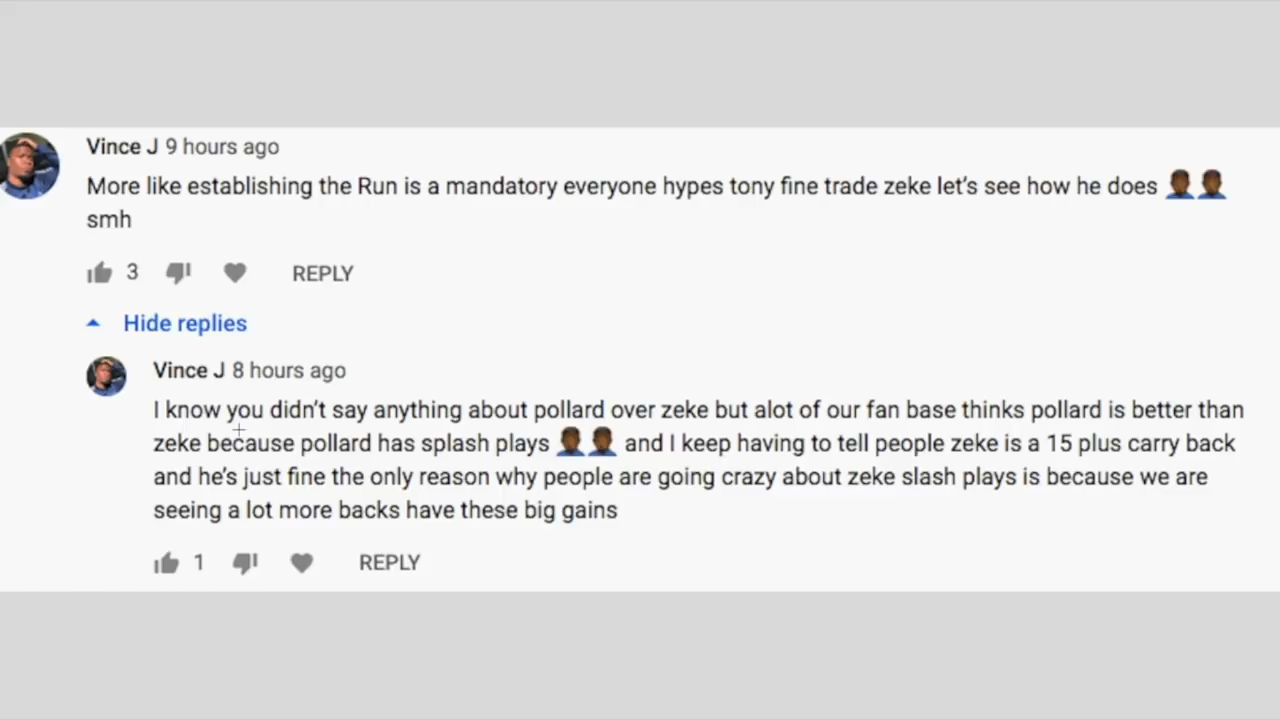 Vince J 9 hours ago
More like establishing the Run is a mandatory everyone hypes tony fine trade zeke let's see how he does 🤦🏿‍♂️🤦🏿‍♂️
smh
3 REPLY
Hide replies
Vince J 8 hours ago
I know you didn't say anything about pollard over zeke but alot of our fan base thinks pollard is better than
zeke because pollard has splash plays 🤦🏿‍♂️🤦🏿‍♂️ and I keep having to tell people zeke is a 15 plus carry back
and he's just fine the only reason why people are going crazy about zeke slash plays is because we are
seeing a lot more backs have these big gains
1 REPLY